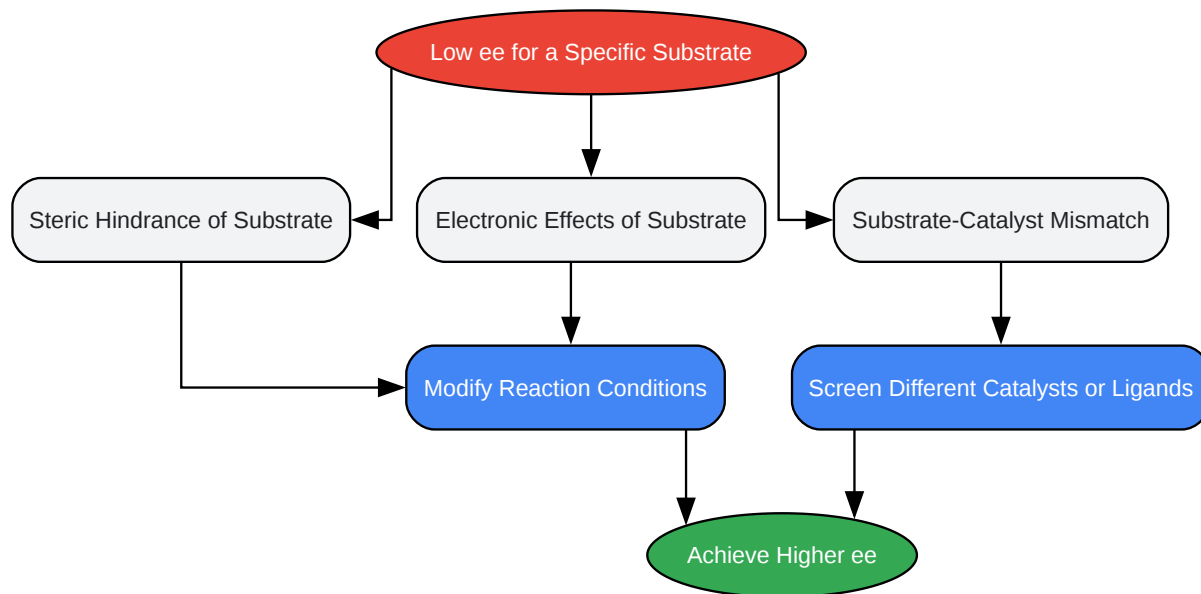 Low ee for a Specific Substrate
Steric Hindrance of Substrate
Electronic Effects of Substrate
Substrate-Catalyst Mismatch
Modify Reaction Conditions
Screen Different Catalysts or Ligands
Achieve Higher ee